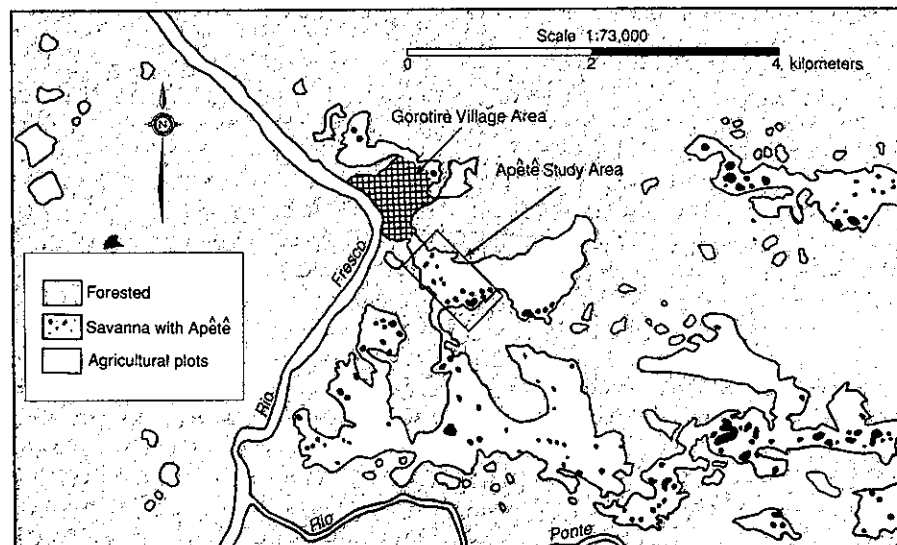 Scale 1:73,000
0 2 4 kilometers
Gorotire Village Area
Apêtê Study Area
N
Rio
Fresco
Forested
Savanna with Apêtê
Agricultural plots
Rio
Ponte